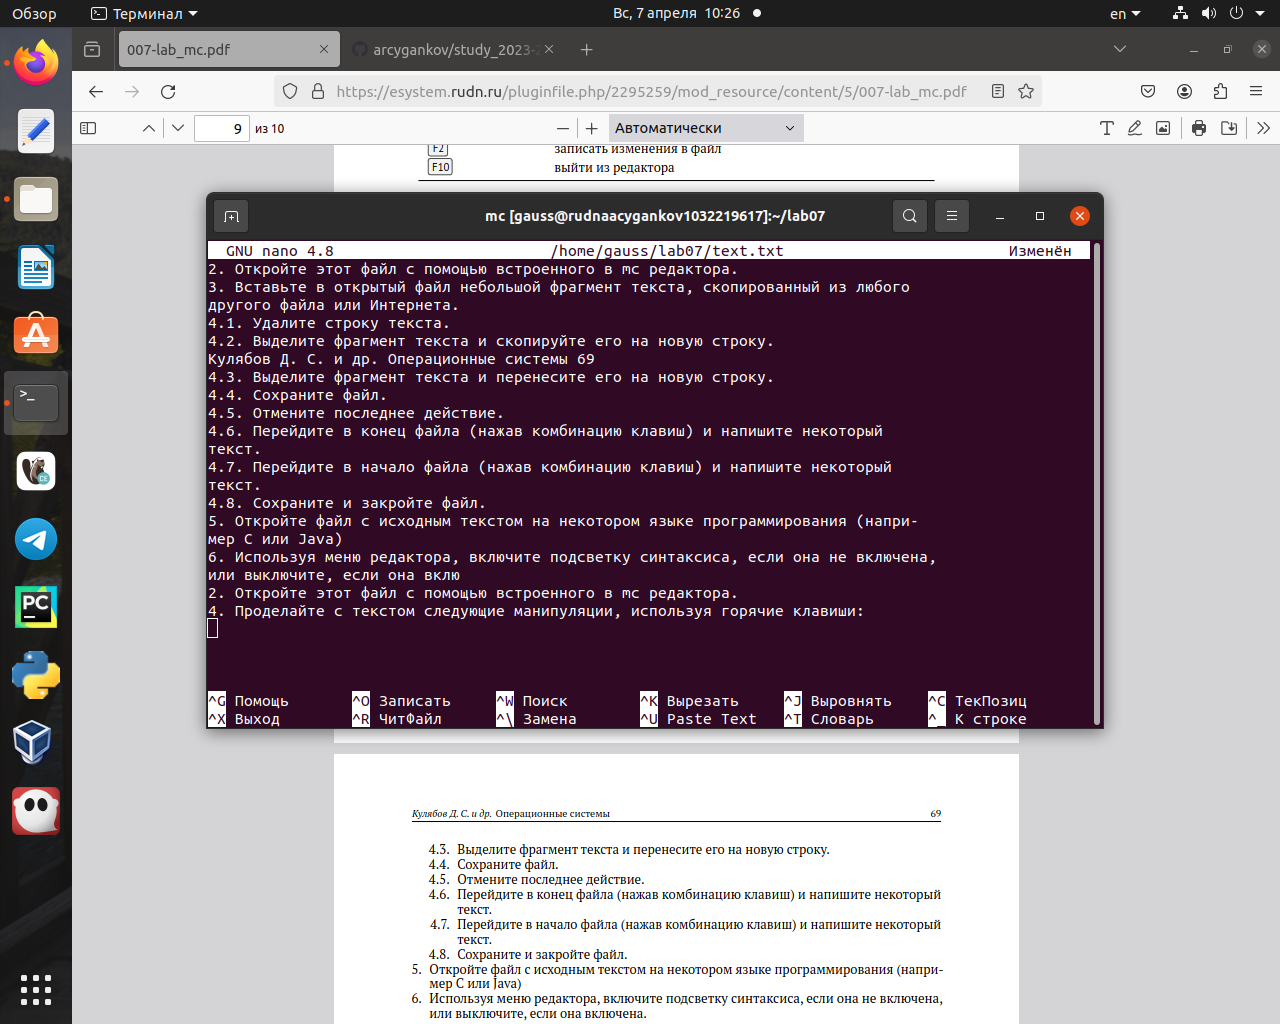 Обзор
Терминал
Вс, 7 апреля 10:26
en
007-lab_mc.pdf
arcygankov/study_2023-2
https://esystem.rudn.ru/pluginfile.php/2295259/mod_resource/content/5/007-lab_mc.pdf
9 из 10
Автоматически
F2 записать изменения в файл
F10 выйти из редактора
mc [gauss@rudnaacygankov1032219617]:~/lab07
GNU nano 4.8 /home/gauss/lab07/text.txt Изменён
2. Откройте этот файл с помощью встроенного в mc редактора.
3. Вставьте в открытый файл небольшой фрагмент текста, скопированный из любого
другого файла или Интернета.
4.1. Удалите строку текста.
4.2. Выделите фрагмент текста и скопируйте его на новую строку.
Кулябов Д. С. и др. Операционные системы 69
4.3. Выделите фрагмент текста и перенесите его на новую строку.
4.4. Сохраните файл.
4.5. Отмените последнее действие.
4.6. Перейдите в конец файла (нажав комбинацию клавиш) и напишите некоторый
текст.
4.7. Перейдите в начало файла (нажав комбинацию клавиш) и напишите некоторый
текст.
4.8. Сохраните и закройте файл.
5. Откройте файл с исходным текстом на некотором языке программирования (напри-
мер C или Java)
6. Используя меню редактора, включите подсветку синтаксиса, если она не включена,
или выключите, если она вклю
2. Откройте этот файл с помощью встроенного в mc редактора.
4. Проделайте с текстом следующие манипуляции, используя горячие клавиши:
^G Помощь ^O Записать ^W Поиск ^K Вырезать ^J Выровнять ^C ТекПозиц
^X Выход ^R ЧитФайл ^\ Замена ^U Paste Text ^T Словарь ^_ К строке
Кулябов Д. С. и др. Операционные системы 69
4.3. Выделите фрагмент текста и перенесите его на новую строку.
4.4. Сохраните файл.
4.5. Отмените последнее действие.
4.6. Перейдите в конец файла (нажав комбинацию клавиш) и напишите некоторый
текст.
4.7. Перейдите в начало файла (нажав комбинацию клавиш) и напишите некоторый
текст.
4.8. Сохраните и закройте файл.
5. Откройте файл с исходным текстом на некотором языке программирования (напри-
мер C или Java)
6. Используя меню редактора, включите подсветку синтаксиса, если она не включена,
или выключите, если она включена.